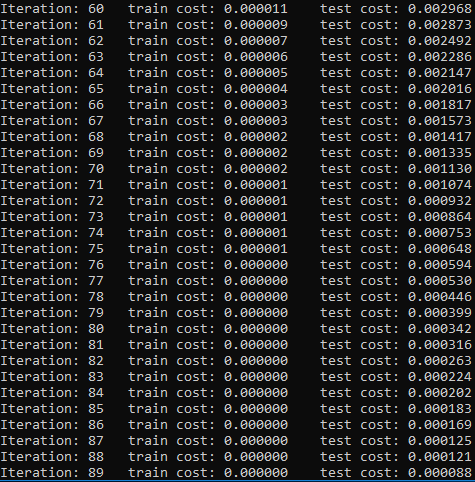 Iteration: 60   train cost: 0.000011    test cost: 0.002968
Iteration: 61   train cost: 0.000009    test cost: 0.002873
Iteration: 62   train cost: 0.000007    test cost: 0.002492
Iteration: 63   train cost: 0.000006    test cost: 0.002286
Iteration: 64   train cost: 0.000005    test cost: 0.002147
Iteration: 65   train cost: 0.000004    test cost: 0.002016
Iteration: 66   train cost: 0.000003    test cost: 0.001817
Iteration: 67   train cost: 0.000003    test cost: 0.001573
Iteration: 68   train cost: 0.000002    test cost: 0.001417
Iteration: 69   train cost: 0.000002    test cost: 0.001335
Iteration: 70   train cost: 0.000002    test cost: 0.001130
Iteration: 71   train cost: 0.000001    test cost: 0.001074
Iteration: 72   train cost: 0.000001    test cost: 0.000932
Iteration: 73   train cost: 0.000001    test cost: 0.000864
Iteration: 74   train cost: 0.000001    test cost: 0.000753
Iteration: 75   train cost: 0.000001    test cost: 0.000648
Iteration: 76   train cost: 0.000000    test cost: 0.000594
Iteration: 77   train cost: 0.000000    test cost: 0.000530
Iteration: 78   train cost: 0.000000    test cost: 0.000446
Iteration: 79   train cost: 0.000000    test cost: 0.000399
Iteration: 80   train cost: 0.000000    test cost: 0.000342
Iteration: 81   train cost: 0.000000    test cost: 0.000316
Iteration: 82   train cost: 0.000000    test cost: 0.000263
Iteration: 83   train cost: 0.000000    test cost: 0.000224
Iteration: 84   train cost: 0.000000    test cost: 0.000202
Iteration: 85   train cost: 0.000000    test cost: 0.000183
Iteration: 86   train cost: 0.000000    test cost: 0.000169
Iteration: 87   train cost: 0.000000    test cost: 0.000125
Iteration: 88   train cost: 0.000000    test cost: 0.000121
Iteration: 89   train cost: 0.000000    test cost: 0.000088